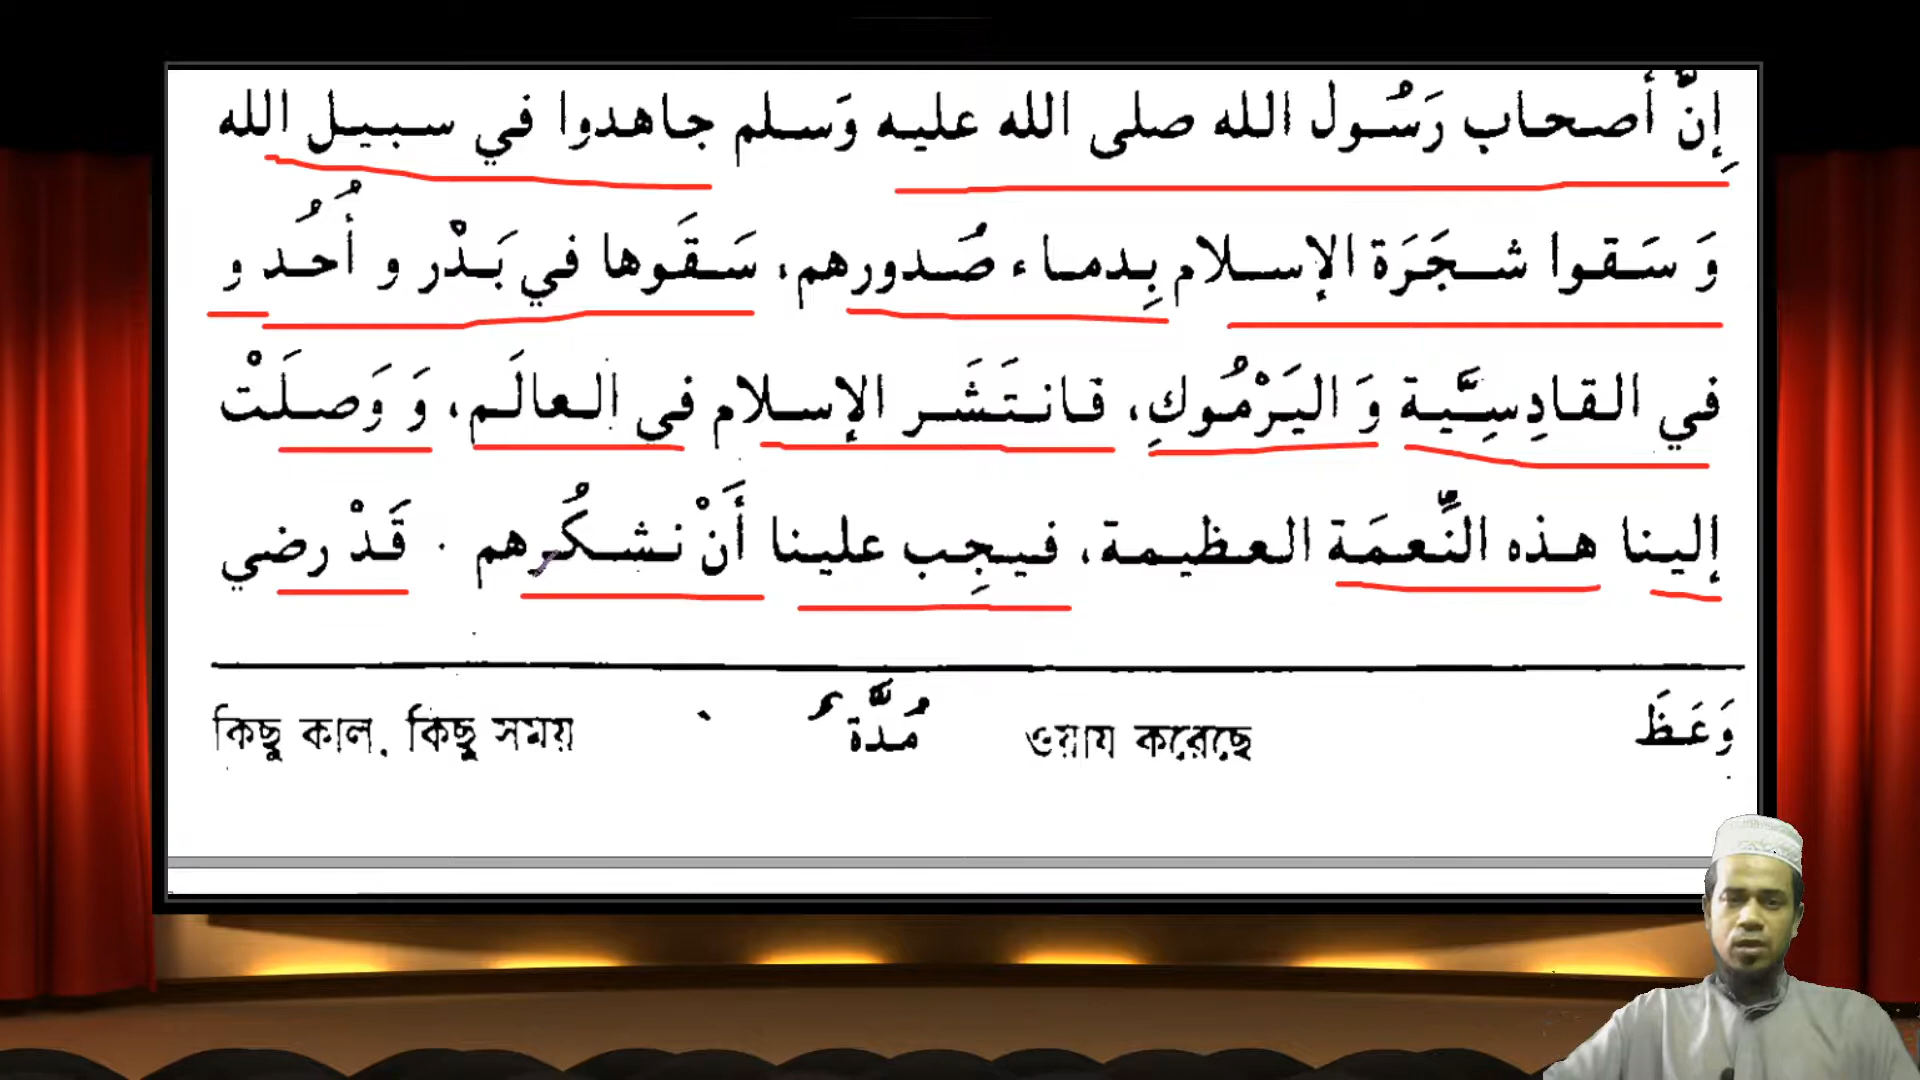 إِنَّ أصحاب رَسُول الله صلى الله عليه وَسلم جاهدوا في سبيل الله
وَ سَقوا شجَرَة الإسلام بِدماء صُدورهم، سَقَوها في بَدْر و أُحُد و
في القادِسِيَّة وَ اليَرْمُوكِ، فانتَشَر الإسلام في العالَم، وَ وَصلَتْ
إلينا هذه النِّعمَة العظيمة، فيجِب علينا أَنْ نشكُرهم . قَدْ رضي
وَعَظَ ওয়ায করেছে مُدَّةً কিছু কাল, কিছু সময়